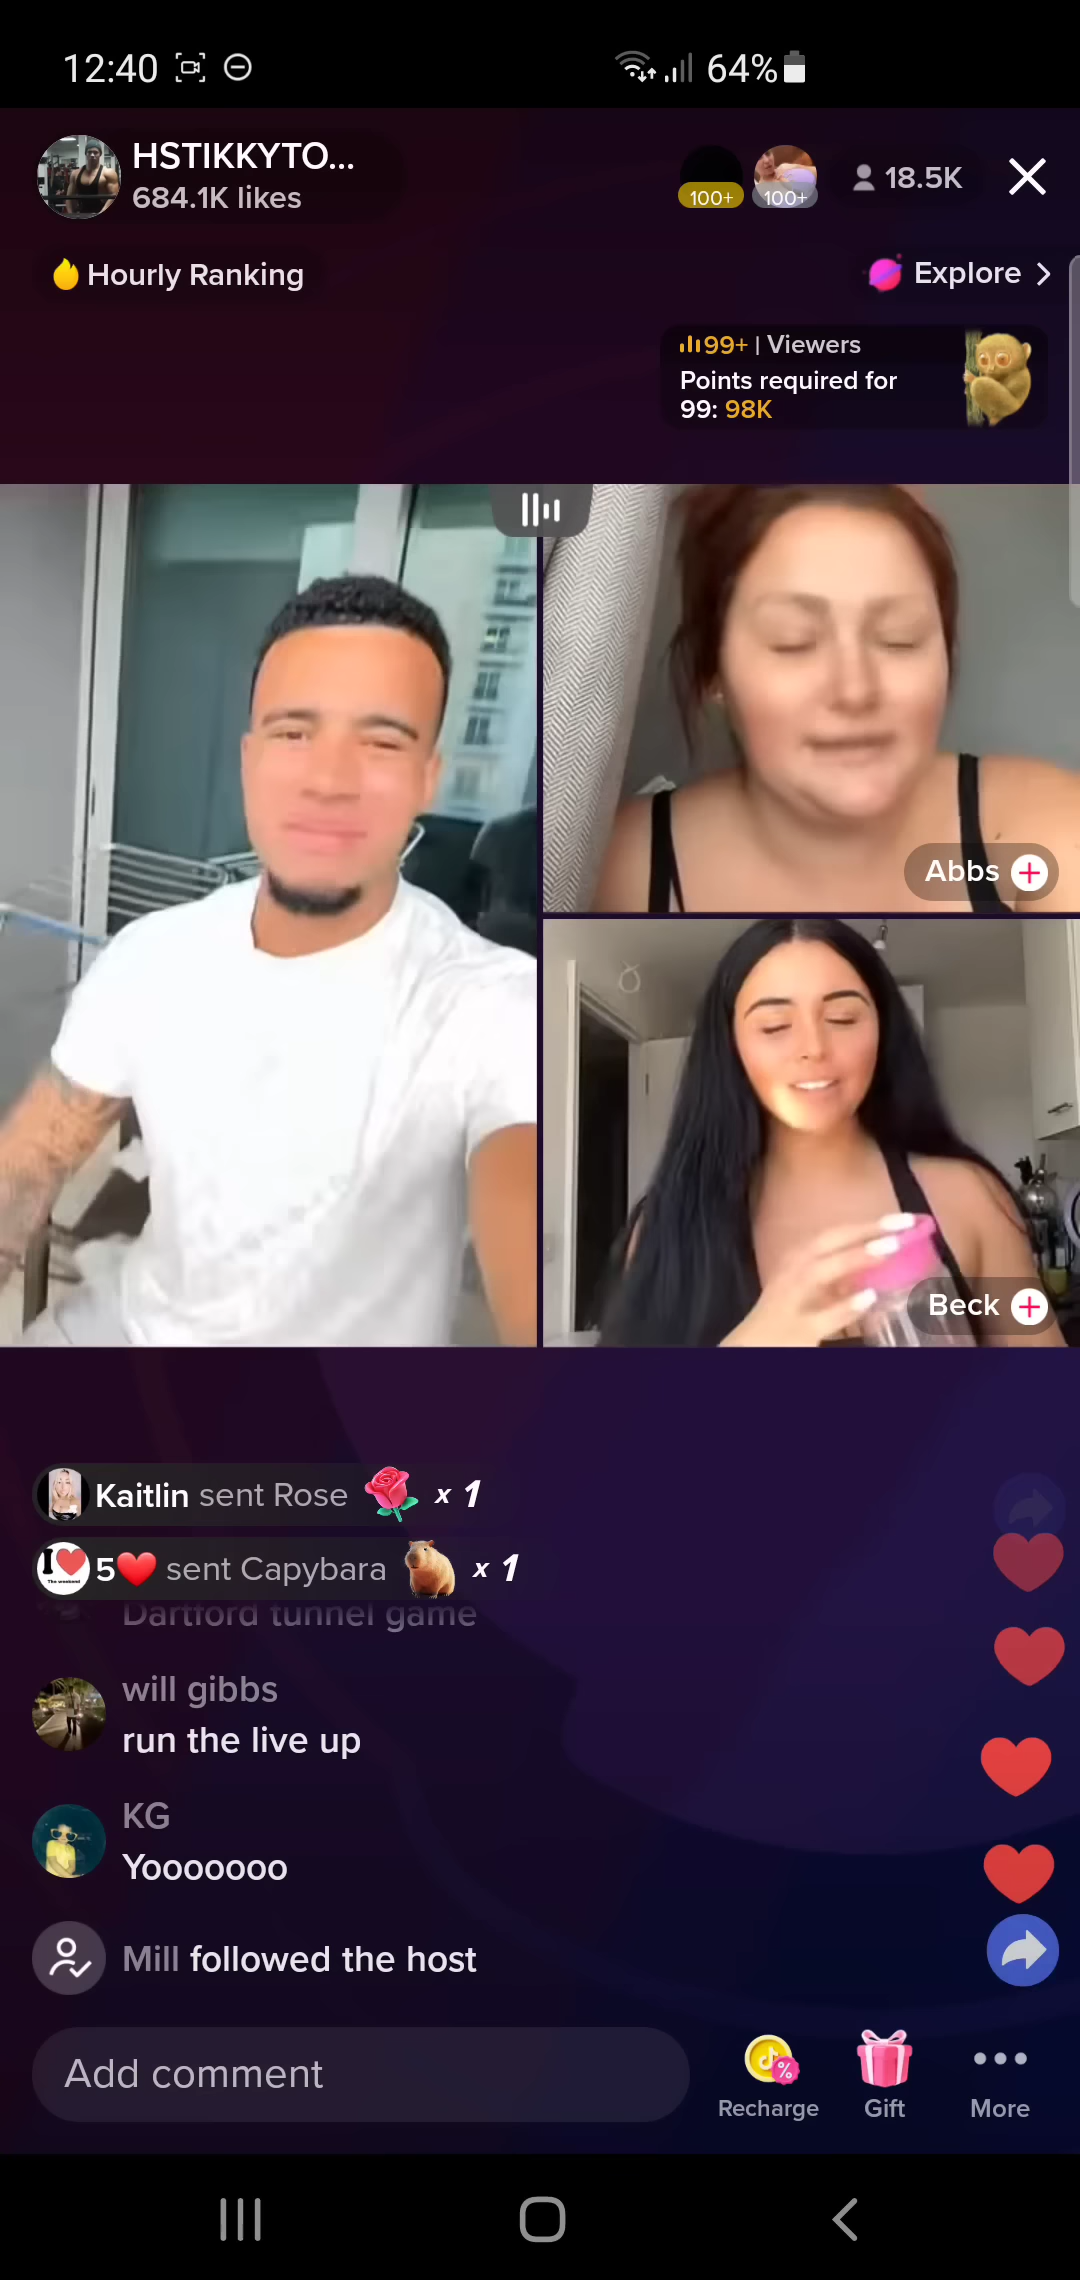 12:40
64%
HSTIKKYTO...
684.1K likes
100+
100+
18.5K
Hourly Ranking
Explore
99+ | Viewers
Points required for
99: 98K
Abbs
Beck
Kaitlin sent Rose x 1
5❤️ sent Capybara x 1
Dartford tunnel game
will gibbs
run the live up
KG
Yooooooo
Mill followed the host
Add comment
Recharge
Gift
More